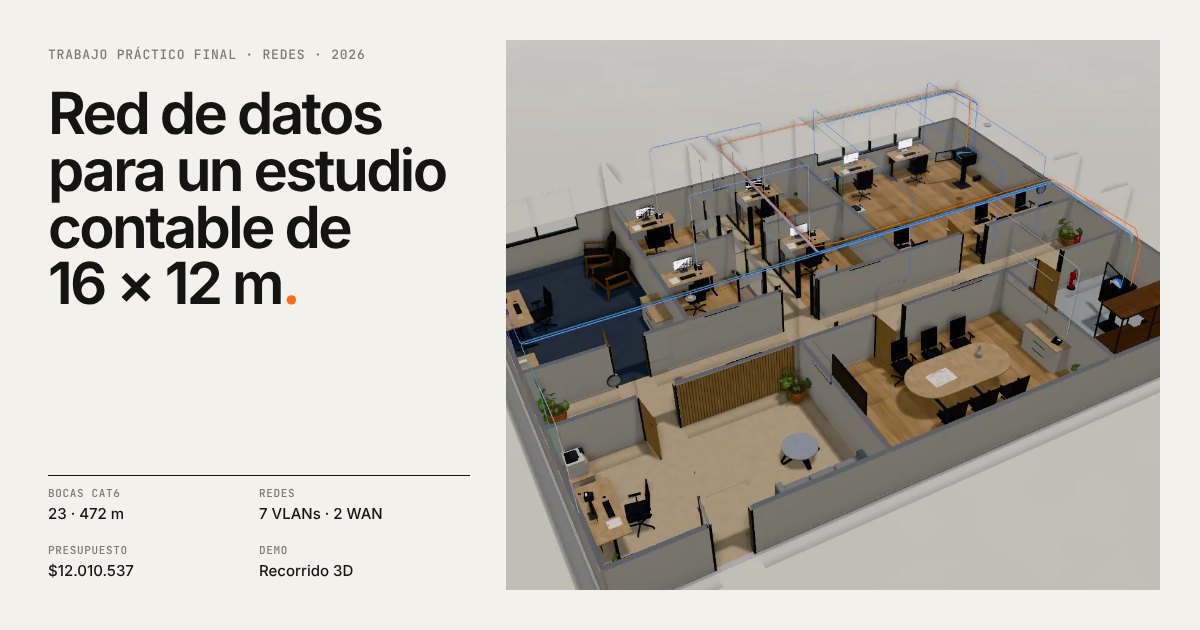 TRABAJO PRÁCTICO FINAL · REDES · 2026
Red de datos
para un estudio
contable de
16 × 12 m.
BOCAS CAT6
23 · 472 m
REDES
7 VLANs · 2 WAN
PRESUPUESTO
$12.010.537
DEMO
Recorrido 3D